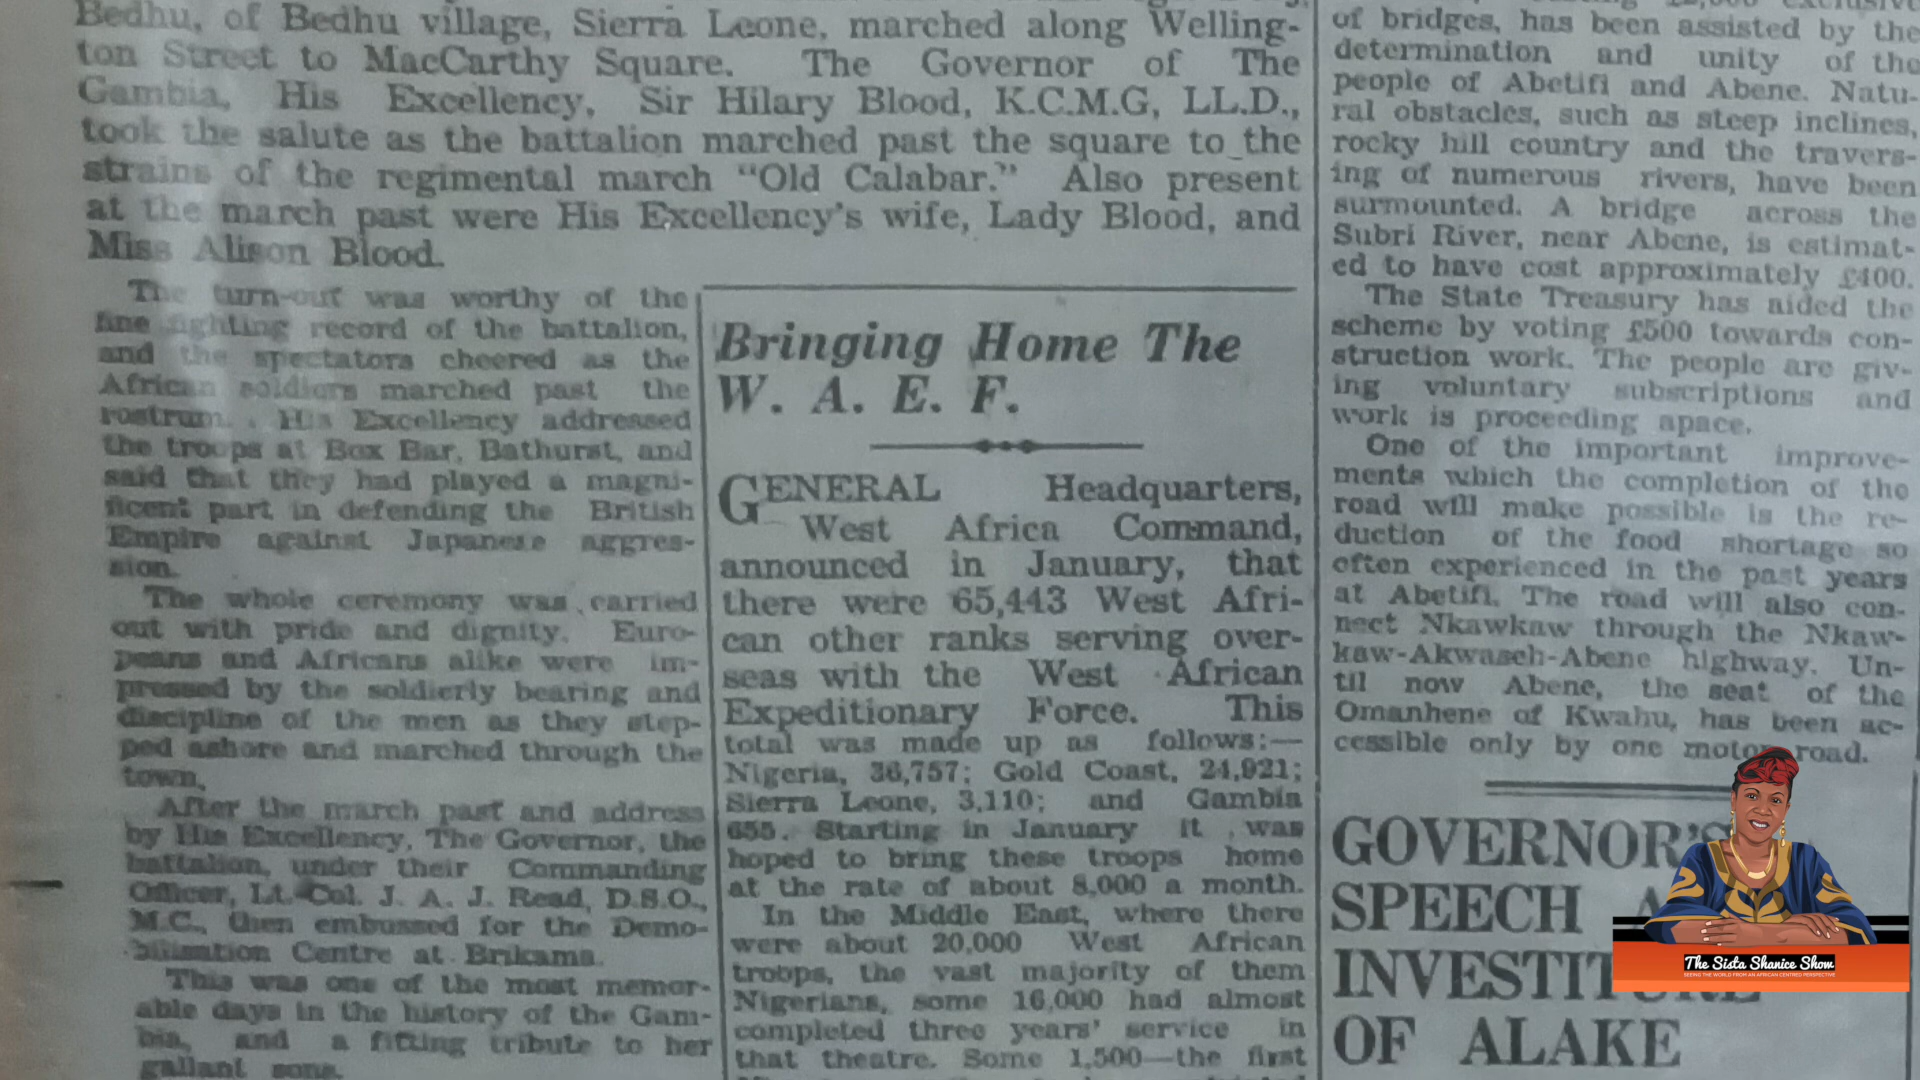 Bedhu, of Bedhu village, Sierra Leone, marched along Welling-
ton Street to MacCarthy Square. The Governor of The
Gambia, His Excellency, Sir Hilary Blood, K.C.M.G, LL.D.,
took the salute as the battalion marched past the square to the
strains of the regimental march “Old Calabar.” Also present
at the march past were His Excellency's wife, Lady Blood, and
Miss Alison Blood.
The turn-out was worthy of the
fine fighting record of the battalion,
and the spectators cheered as the
African soldiers marched past the
rostrum. His Excellency addressed
the troops at Box Bar, Bathurst, and
said that they had played a magni-
ficent part in defending the British
Empire against Japanese aggres-
sion.
The whole ceremony was carried
out with pride and dignity. Euro-
peans and Africans alike were im-
pressed by the soldierly bearing and
discipline of the men as they step-
ped ashore and marched through the
town.
After the march past and address
by His Excellency, The Governor, the
battalion, under their Commanding
Officer, Lt. Col. J. A. J. Read, D.S.O.,
M.C., then embussed for the Demo-
bilisation Centre at Brikama.
This was one of the most memor-
able days in the history of the Gam-
bia, and a fitting tribute to her
gallant sons.
Bringing Home The
W. A. E. F.
GENERAL Headquarters,
West Africa Command,
announced in January, that
there were 65,443 West Afri-
can other ranks serving over-
seas with the West African
Expeditionary Force. This
total was made up as follows:—
Nigeria, 36,757; Gold Coast, 24,921;
Sierra Leone, 3,110; and Gambia
655. Starting in January it was
hoped to bring these troops home
at the rate of about 8,000 a month.
In the Middle East, where there
were about 20,000 West African
troops, the vast majority of them
Nigerians, some 16,000 had almost
completed three years' service in
that theatre. Some 1,500—the first
of bridges, has been assisted by the
determination and unity of the
people of Abetifi and Abene. Natu-
ral obstacles, such as steep inclines,
rocky hill country and the travers-
ing of numerous rivers, have been
surmounted. A bridge across the
Subri River, near Abene, is estimat-
ed to have cost approximately £400.
The State Treasury has aided the
scheme by voting £500 towards con-
struction work. The people are giv-
ing voluntary subscriptions and
work is proceeding apace.
One of the important improve-
ments which the completion of the
road will make possible is the re-
duction of the food shortage so
often experienced in the past years
at Abetifi. The road will also con-
nect Nkawkaw through the Nkaw-
kaw-Akwaseh-Abene highway. Un-
til now Abene, the seat of the
Omanhene of Kwahu, has been ac-
cessible only by one motor road.
GOVERNOR'S
SPEECH
INVESTITURE
OF ALAKE
The Sista Shanice Show
SEEING THE WORLD FROM AN AFRICAN CENTRED PERSPECTIVE